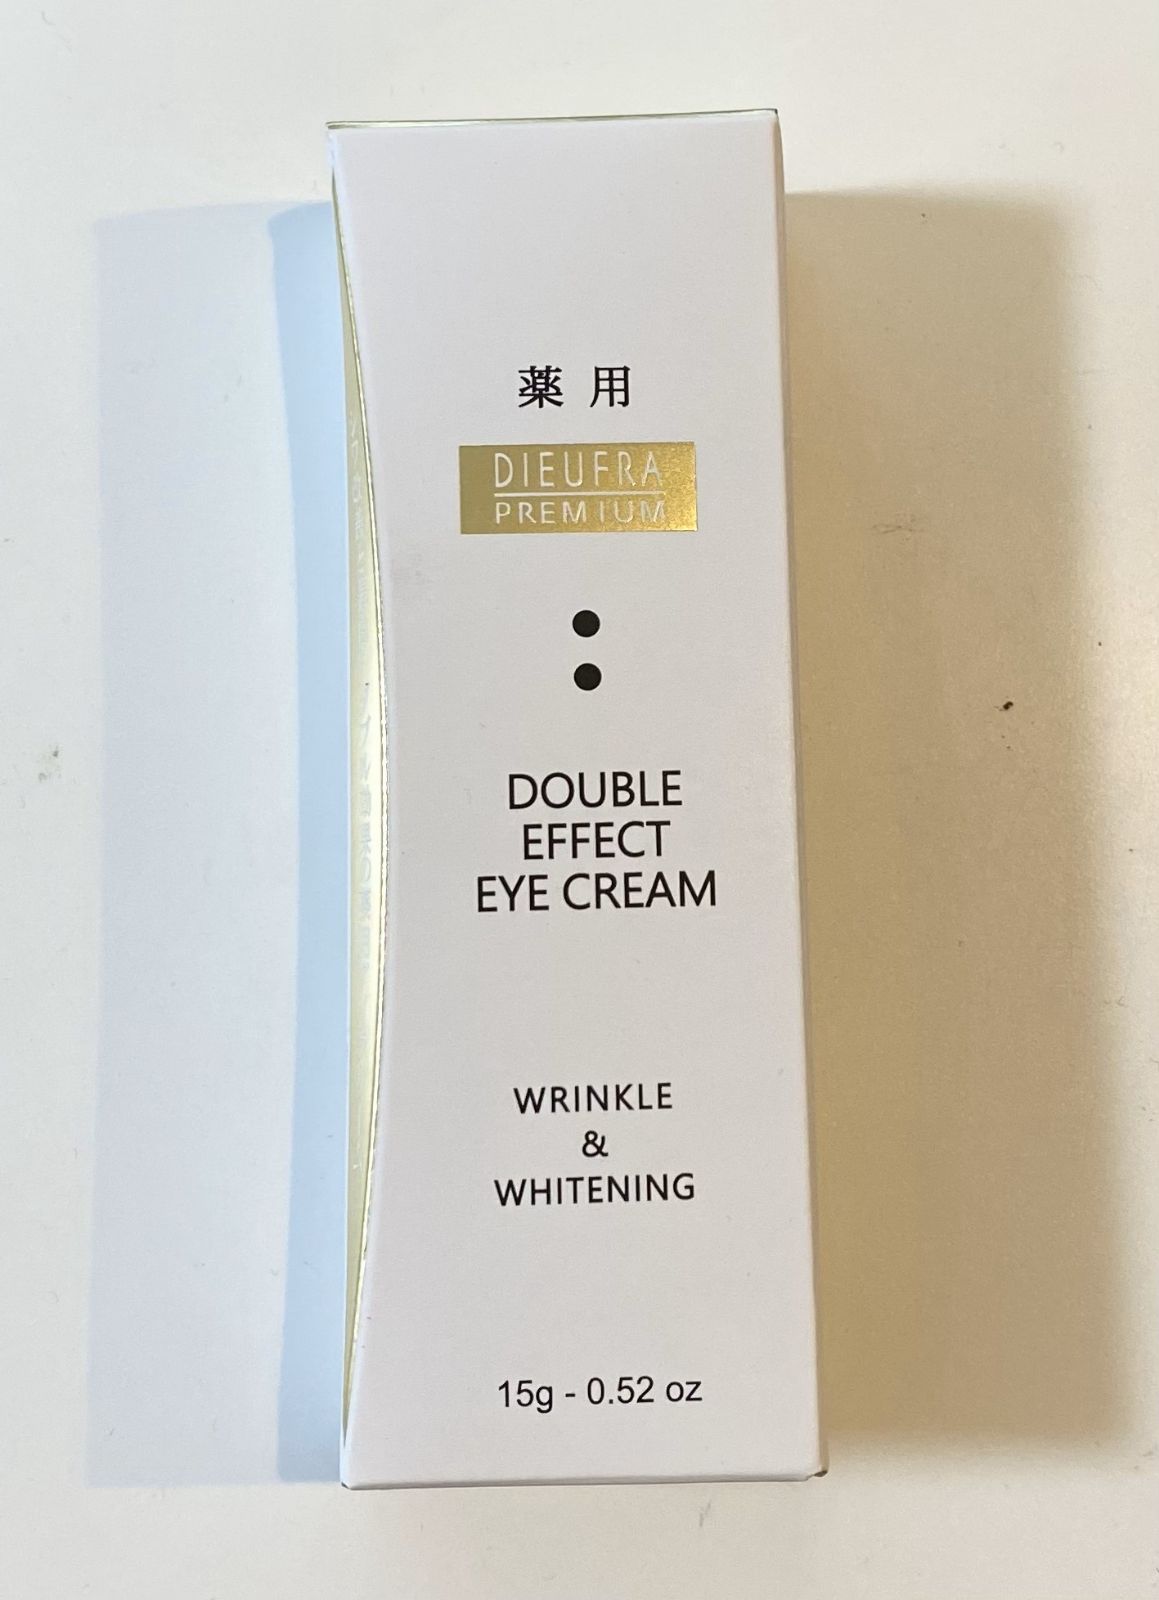 薬用
DIEUFRA
PREMIUM
DOUBLE
EFFECT
EYE CREAM
WRINKLE
&
WHITENING
15g - 0.52 oz